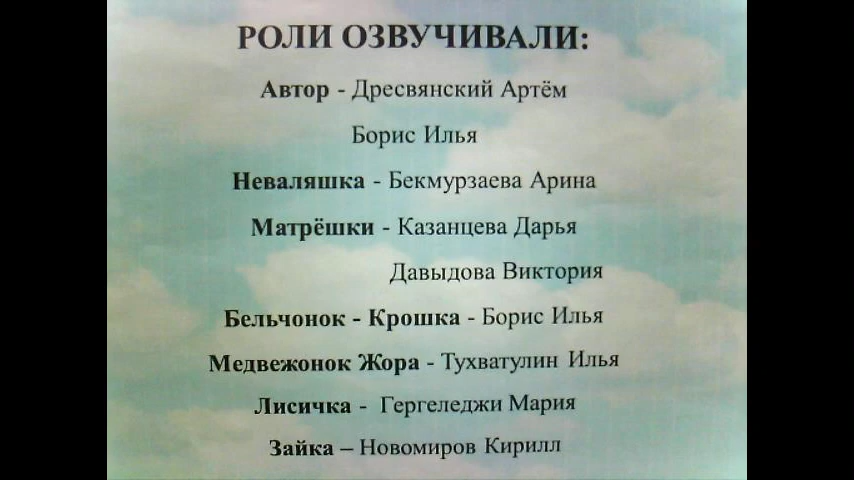 РОЛИ ОЗВУЧИВАЛИ:
Автор - Дресвянский Артём
Борис Илья
Неваляшка - Бекмурзаева Арина
Матрёшки - Казанцева Дарья
Давыдова Виктория
Бельчонок - Крошка - Борис Илья
Медвежонок Жора - Тухватулин Илья
Лисичка - Гергеледжи Мария
Зайка – Новомиров Кирилл